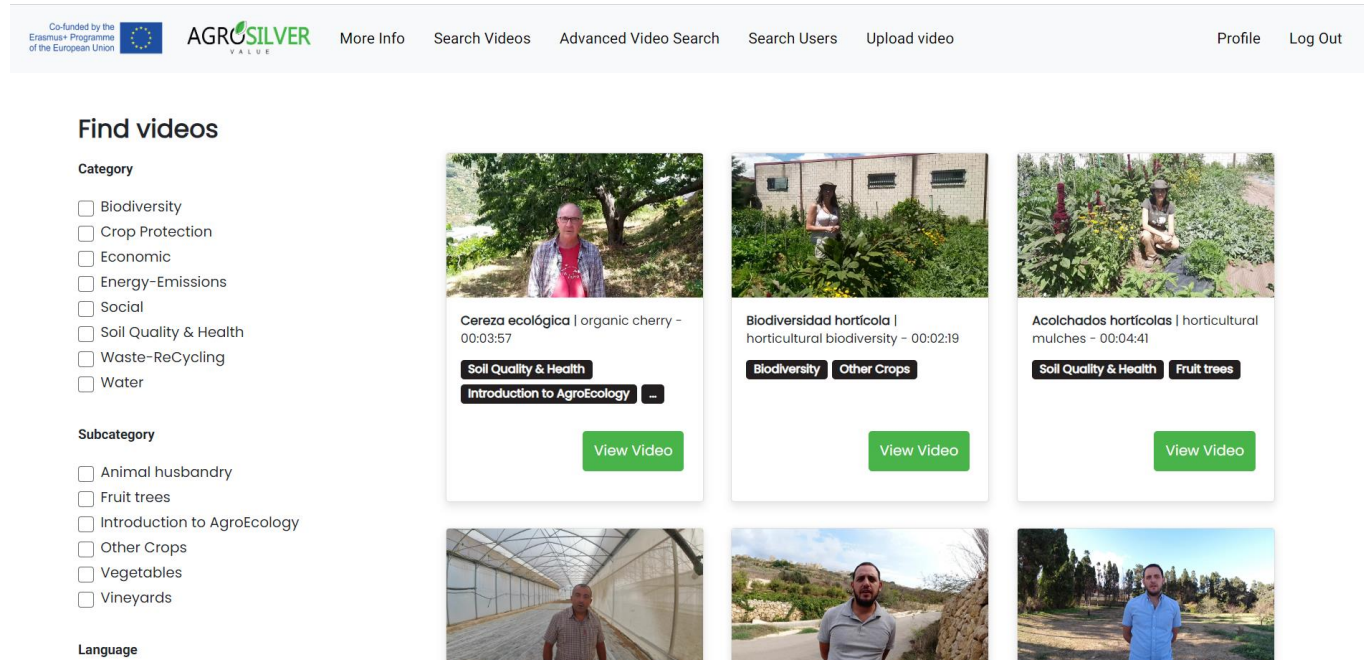 Co-funded by the
Erasmus+ Programme
of the European Union
AGROSILVER
VALUE
More Info
Search Videos
Advanced Video Search
Search Users
Upload video
Profile
Log Out
Find videos
Category
Biodiversity
Crop Protection
Economic
Energy-Emissions
Social
Soil Quality & Health
Waste-ReCycling
Water
Subcategory
Animal husbandry
Fruit trees
Introduction to AgroEcology
Other Crops
Vegetables
Vineyards
Language
Cereza ecológica | organic cherry -
00:03:57
Soil Quality & Health
Introduction to AgroEcology ...
View Video
Biodiversidad hortícola |
horticultural biodiversity - 00:02:19
Biodiversity Other Crops
View Video
Acolchados hortícolas | horticultural
mulches - 00:04:41
Soil Quality & Health Fruit trees
View Video